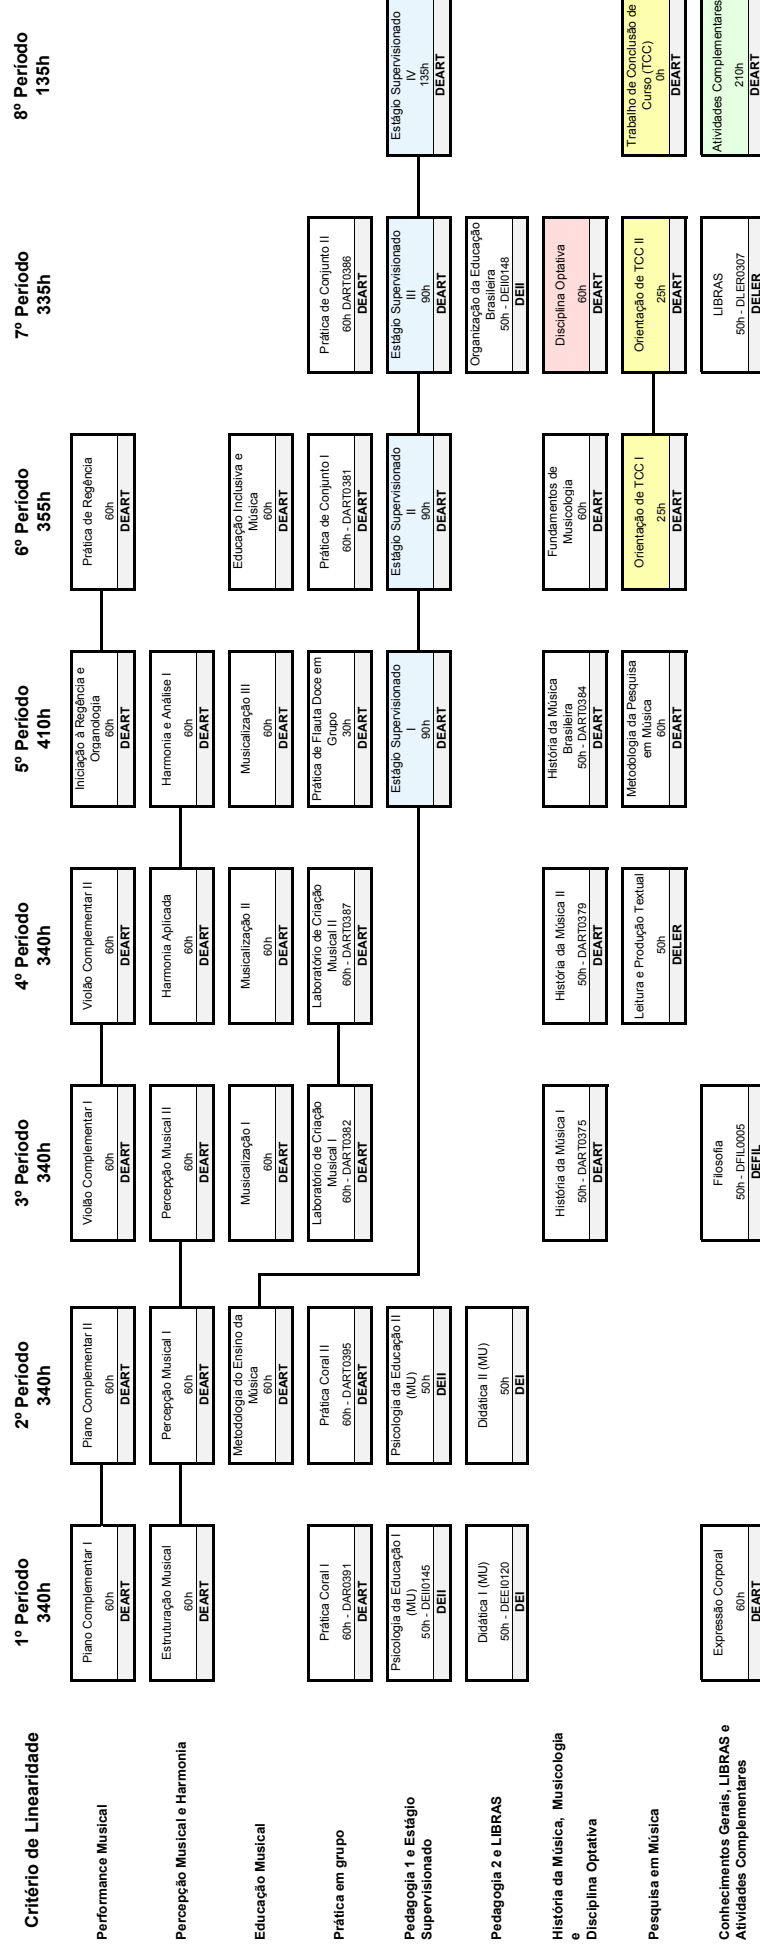 Critério de Linearidade
1º Período
340h
2º Período
340h
3º Período
340h
4º Período
340h
5º Período
410h
6º Período
355h
7º Período
335h
8º Período
135h
Performance Musical
Piano Complementar I
60h
DEART
Piano Complementar II
60h
DEART
Violão Complementar I
60h
DEART
Violão Complementar II
60h
DEART
Iniciação à Regência e
Organologia
60h
DEART
Prática de Regência
60h
DEART
Percepção Musical e Harmonia
Estruturação Musical
60h
DEART
Percepção Musical I
60h
DEART
Percepção Musical II
60h
DEART
Harmonia Aplicada
60h
DEART
Harmonia e Análise I
60h
DEART
Educação Musical
Metodologia do Ensino da
Música
60h
DEART
Musicalização I
60h
DEART
Musicalização II
60h
DEART
Musicalização III
60h
DEART
Educação Inclusiva e
Música
60h
DEART
Prática em grupo
Prática Coral I
60h - DAR0391
DEART
Prática Coral II
60h - DART0395
DEART
Laboratório de Criação
Musical I
60h - DART0382
DEART
Laboratório de Criação
Musical II
60h - DART0387
DEART
Prática de Flauta Doce em
Grupo
30h
DEART
Prática de Conjunto I
60h - DART0381
DEART
Prática de Conjunto II
60h DART0386
DEART
Pedagogia 1 e Estágio
Supervisionado
Psicologia da Educação I
(MU)
50h - DEII0145
DEII
Psicologia da Educação II
(MU)
50h
DEII
Estágio Supervisionado
I
90h
DEART
Estágio Supervisionado
II
90h
DEART
Estágio Supervisionado
III
90h
DEART
Estágio Supervisionado
IV
135h
DEART
Pedagogia 2 e LIBRAS
Didática I (MU)
50h - DEEI0120
DEI
Didática II (MU)
50h
DEI
Organização da Educação
Brasileira
50h - DEII0148
DEII
História da Música, Musicologia
e
Disciplina Optativa
História da Música I
50h - DART0375
DEART
História da Música II
50h - DART0379
DEART
História da Música
Brasileira
50h - DART0384
DEART
Fundamentos de
Musicologia
60h
DEART
Disciplina Optativa
60h
DEART
Pesquisa em Música
Leitura e Produção Textual
50h
DELER
Metodologia da Pesquisa
em Música
60h
DEART
Orientação de TCC I
25h
DEART
Orientação de TCC II
25h
DEART
Trabalho de Conclusão de
Curso (TCC)
0h
DEART
Conhecimentos Gerais, LIBRAS e
Atividades Complementares
Expressão Corporal
60h
DEART
Filosofia
50h - DFIL0005
DEFIL
LIBRAS
50h - DLER0307
DELER
Atividades Complementares
210h
DEART